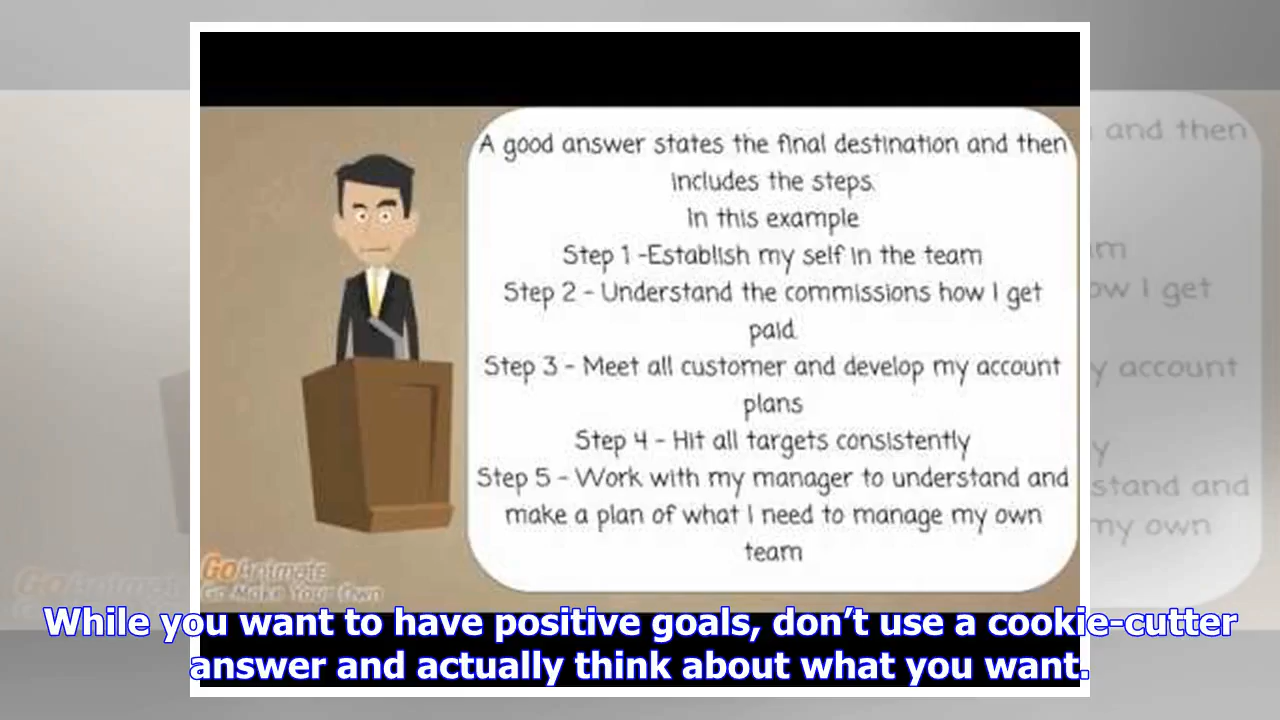 A good answer states the final destination and then
includes the steps.
In this example
Step 1 -Establish my self in the team
Step 2 - Understand the commissions how I get
paid.
Step 3 - Meet all customer and develop my account
plans
Step 4 - Hit all targets consistently
Step 5 - Work with my manager to understand and
make a plan of what I need to manage my own
team
GoAnimate
Go Make Your Own
While you want to have positive goals, don’t use a cookie-cutter
answer and actually think about what you want.